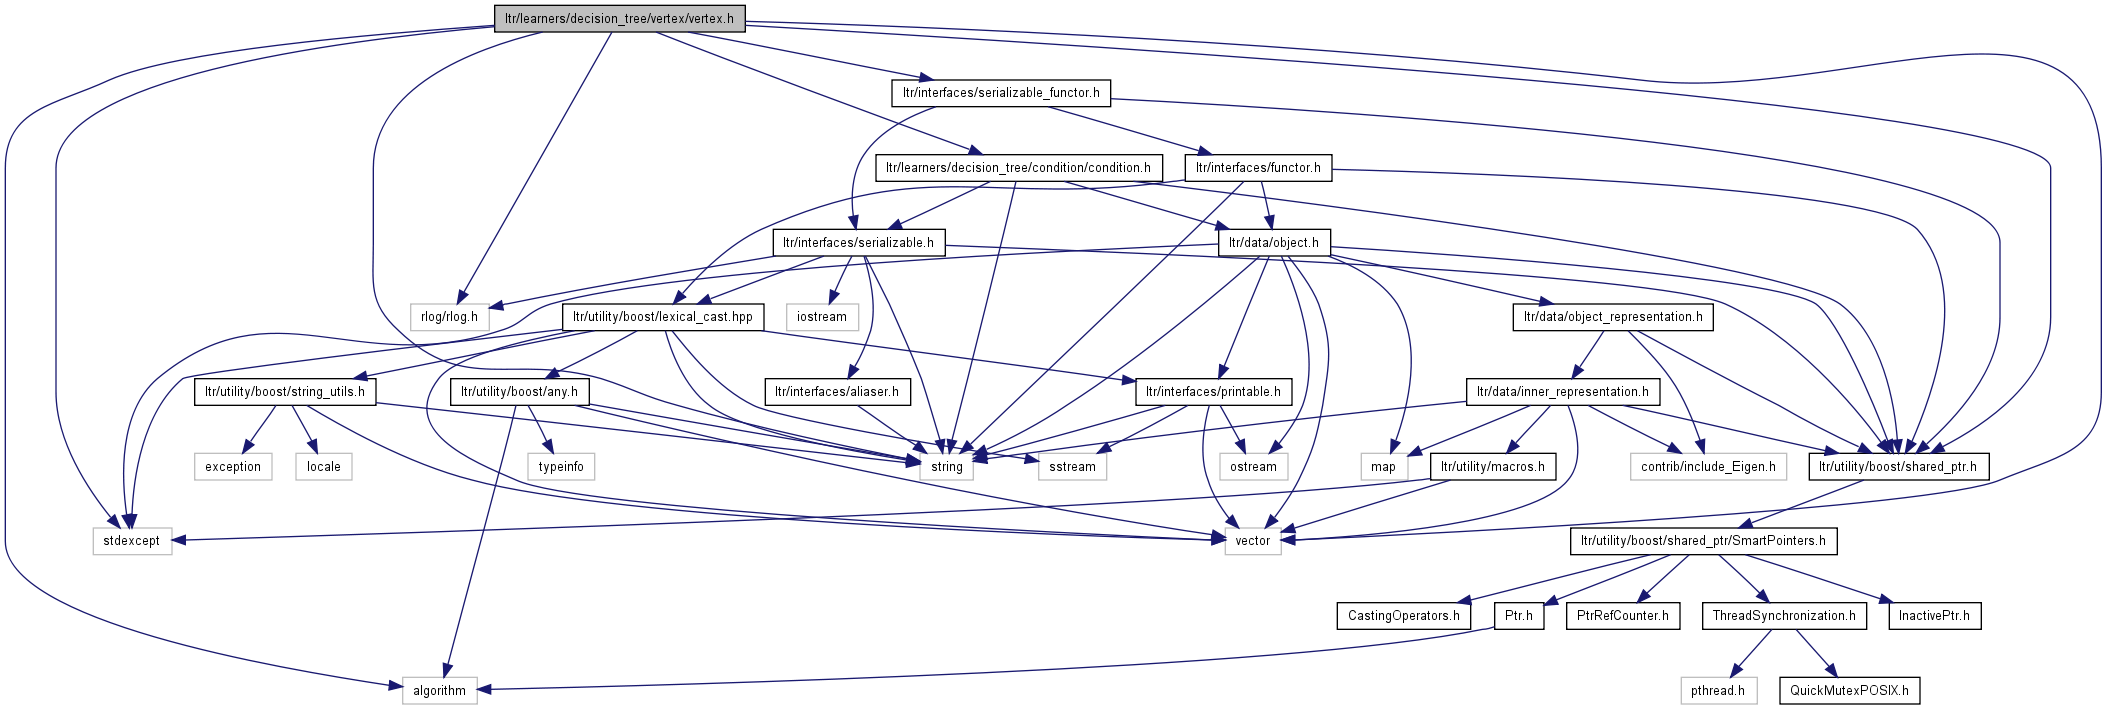 ltr/learners/decision_tree/vertex/vertex.h
ltr/interfaces/serializable_functor.h
ltr/learners/decision_tree/condition/condition.h
ltr/interfaces/functor.h
ltr/interfaces/serializable.h
ltr/data/object.h
rlog/rlog.h
ltr/utility/boost/lexical_cast.hpp
iostream
ltr/data/object_representation.h
ltr/utility/boost/string_utils.h
ltr/utility/boost/any.h
ltr/interfaces/aliaser.h
ltr/interfaces/printable.h
ltr/data/inner_representation.h
exception
locale
typeinfo
string
sstream
ostream
map
ltr/utility/macros.h
contrib/include_Eigen.h
ltr/utility/boost/shared_ptr.h
stdexcept
vector
ltr/utility/boost/shared_ptr/SmartPointers.h
CastingOperators.h
Ptr.h
PtrRefCounter.h
ThreadSynchronization.h
InactivePtr.h
algorithm
pthread.h
QuickMutexPOSIX.h